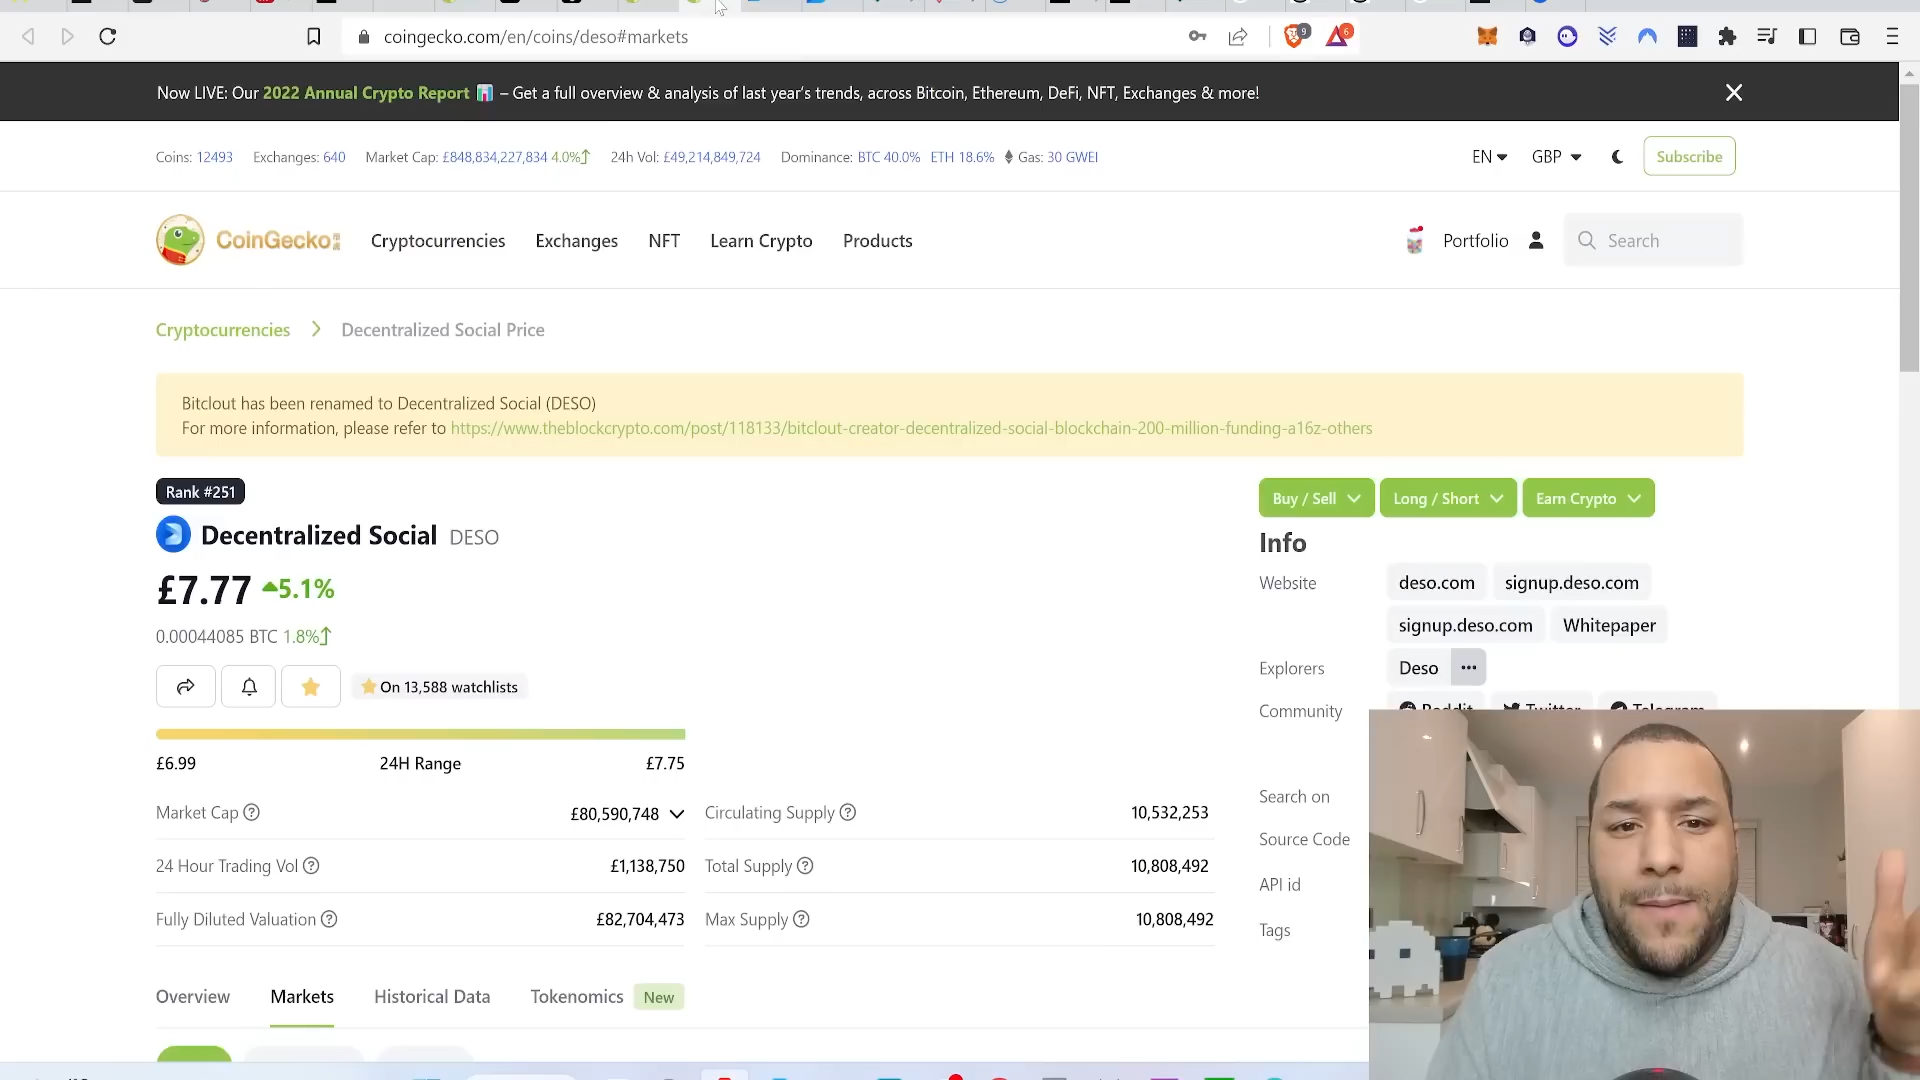 coingecko.com/en/coins/deso#markets
9
6
Now LIVE: Our 2022 Annual Crypto Report – Get a full overview & analysis of last year's trends, across Bitcoin, Ethereum, DeFi, NFT, Exchanges & more!
Coins: 12493 Exchanges: 640 Market Cap: £848,834,227,834 4.0% 24h Vol: £49,214,849,724 Dominance: BTC 40.0% ETH 18.6% Gas: 30 GWEI
EN GBP Subscribe
CoinGecko Cryptocurrencies Exchanges NFT Learn Crypto Products Portfolio Search
Cryptocurrencies Decentralized Social Price
Bitclout has been renamed to Decentralized Social (DESO)
For more information, please refer to https://www.theblockcrypto.com/post/118133/bitclout-creator-decentralized-social-blockchain-200-million-funding-a16z-others
Rank #251
Decentralized Social DESO
£7.77 5.1%
0.00044085 BTC 1.8%
On 13,588 watchlists
£6.99 24H Range £7.75
Market Cap £80,590,748
Circulating Supply 10,532,253
24 Hour Trading Vol £1,138,750
Total Supply 10,808,492
Fully Diluted Valuation £82,704,473
Max Supply 10,808,492
Buy / Sell Long / Short Earn Crypto
Info
Website deso.com signup.deso.com
signup.deso.com Whitepaper
Explorers Deso
Community Reddit Twitter Telegram
Search on
Source Code
API id
Tags
Overview Markets Historical Data Tokenomics New